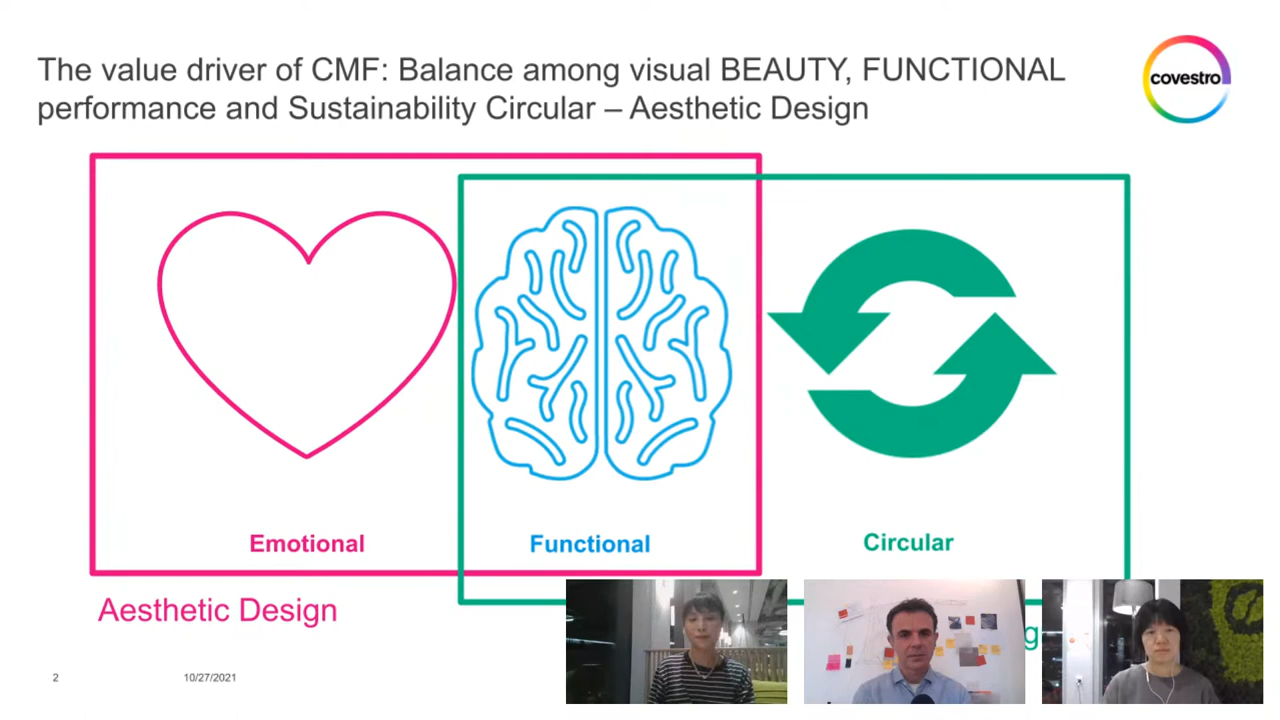 The value driver of CMF: Balance among visual BEAUTY, FUNCTIONAL
performance and Sustainability Circular – Aesthetic Design
covestro
Emotional
Functional
Circular
Aesthetic Design
2
10/27/2021